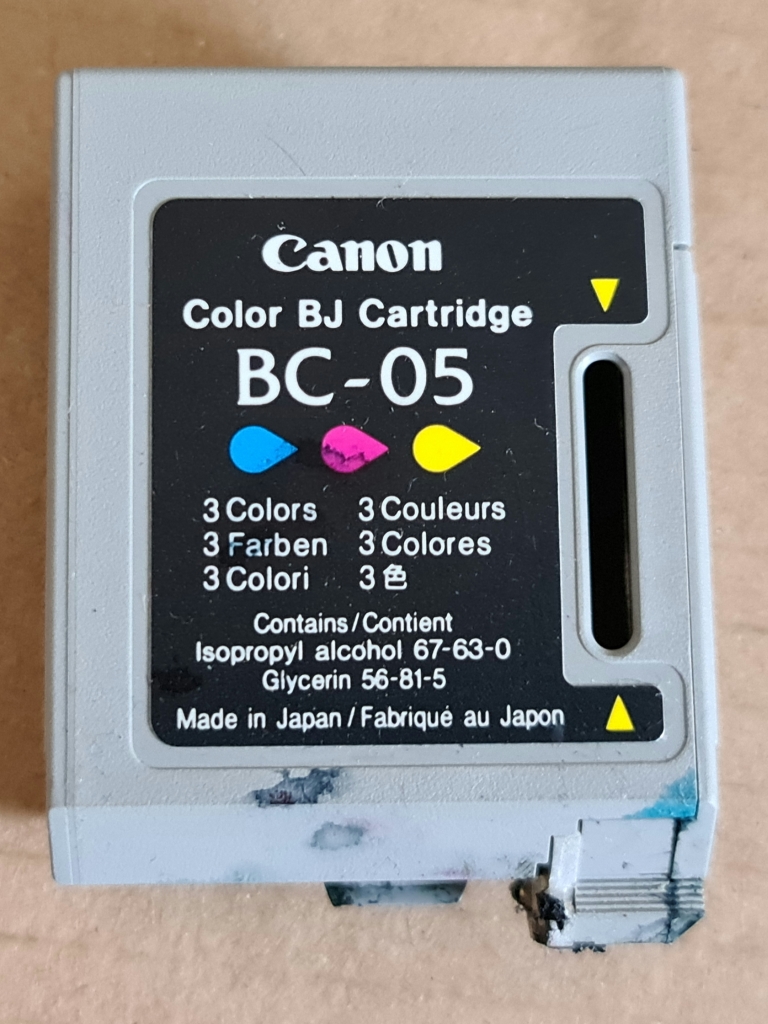 Canon
Color BJ Cartridge
BC-05
3 Colors 3 Couleurs
3 Farben 3 Colores
3 Colori 3 色
Contains/Contient
Isopropyl alcohol 67-63-0
Glycerin 56-81-5
Made in Japan/Fabriqué au Japon